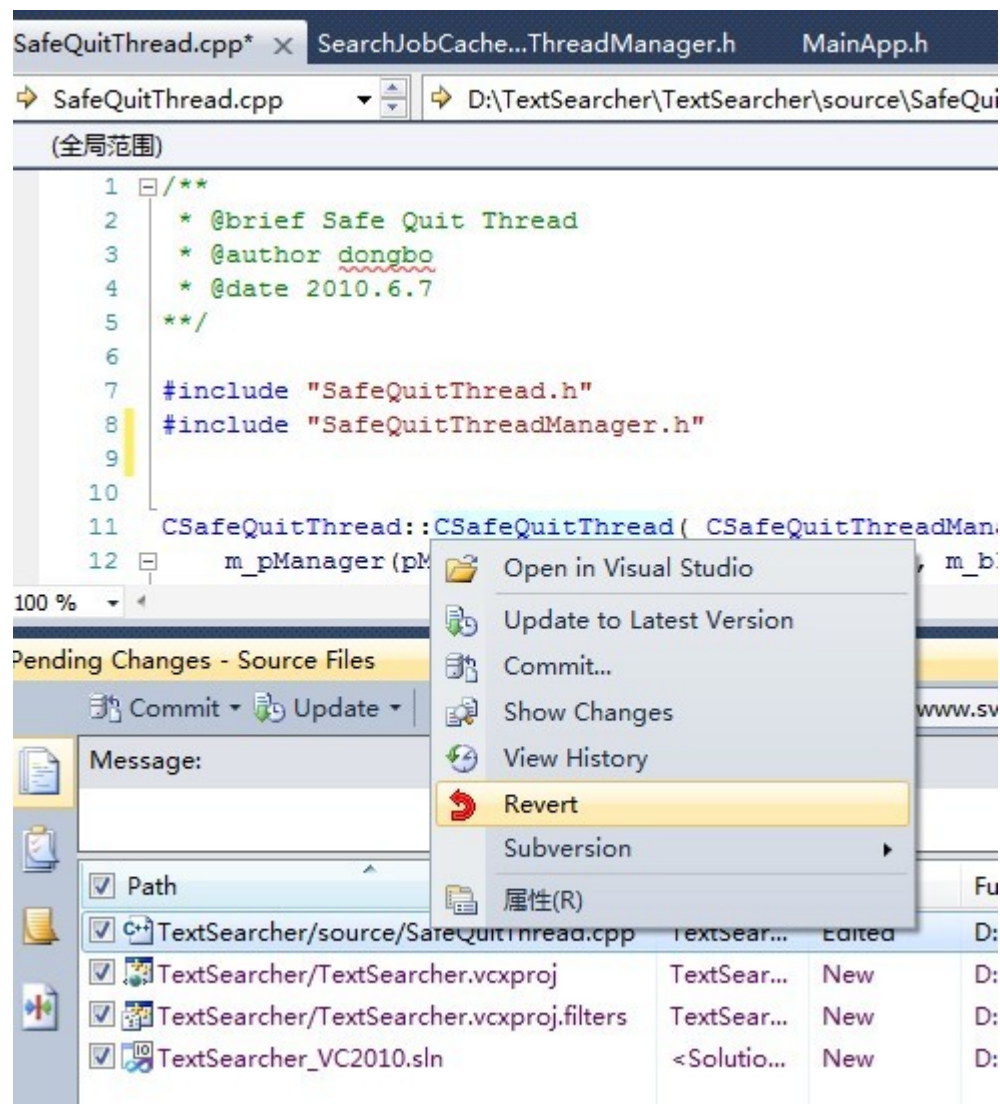 SafeQuitThread.cpp* SearchJobCache...ThreadManager.h MainApp.h
SafeQuitThread.cpp D:\TextSearcher\TextSearcher\source\SafeQui
(全局范围)
1 /**
2 * @brief Safe Quit Thread
3 * @author dongbo
4 * @date 2010.6.7
5 **/
6
7 #include "SafeQuitThread.h"
8 #include "SafeQuitThreadManager.h"
9
10
11 CSafeQuitThread::CSafeQuitThread( CSafeQuitThreadMana
12 m_pManager(pM , m_b
100 %
Pending Changes - Source Files
Commit Update www.sv
Message:
Open in Visual Studio
Update to Latest Version
Commit...
Show Changes
View History
Revert
Subversion
属性(R)
Path Fu
TextSearcher/source/SafeQuitThread.cpp TextSear... Edited D:
TextSearcher/TextSearcher.vcxproj TextSear... New D:
TextSearcher/TextSearcher.vcxproj.filters TextSear... New D:
TextSearcher_VC2010.sln <Solutio... New D: